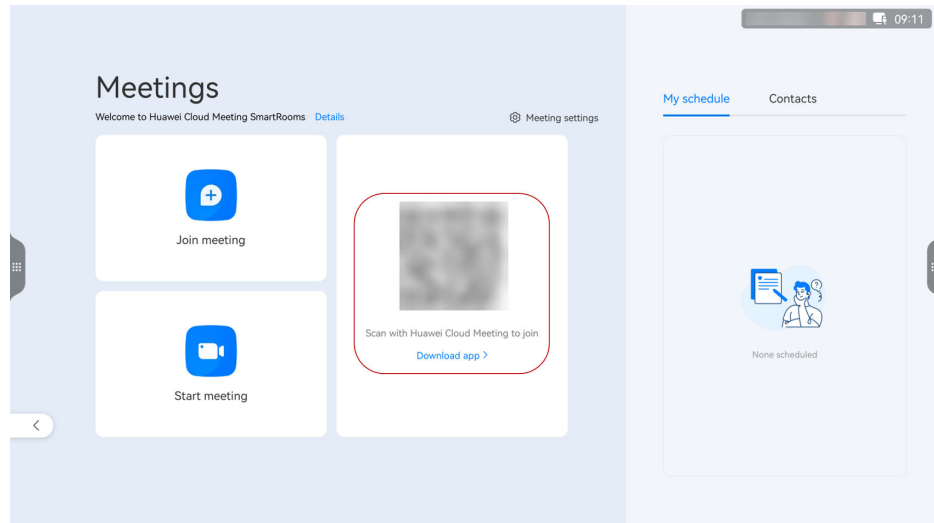 09:11
Meetings
Welcome to Huawei Cloud Meeting SmartRooms Details
Meeting settings
My schedule Contacts
Join meeting
Start meeting
Scan with Huawei Cloud Meeting to join
Download app >
None scheduled